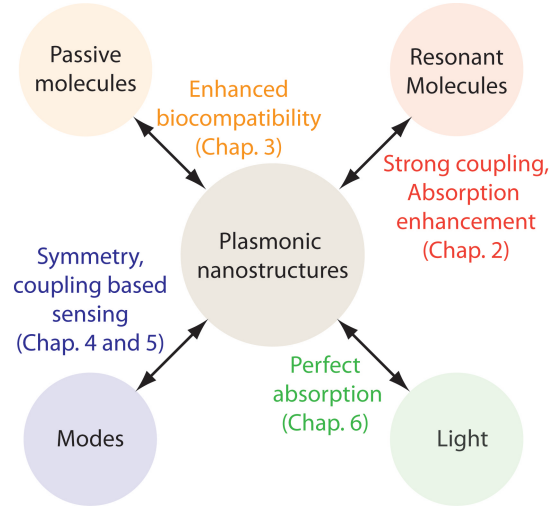 Passive
molecules
Resonant
Molecules
Enhanced
biocompatibility
(Chap. 3)
Strong coupling,
Absorption
enhancement
(Chap. 2)
Plasmonic
nanostructures
Symmetry,
coupling based
sensing
(Chap. 4 and 5)
Perfect
absorption
(Chap. 6)
Modes
Light